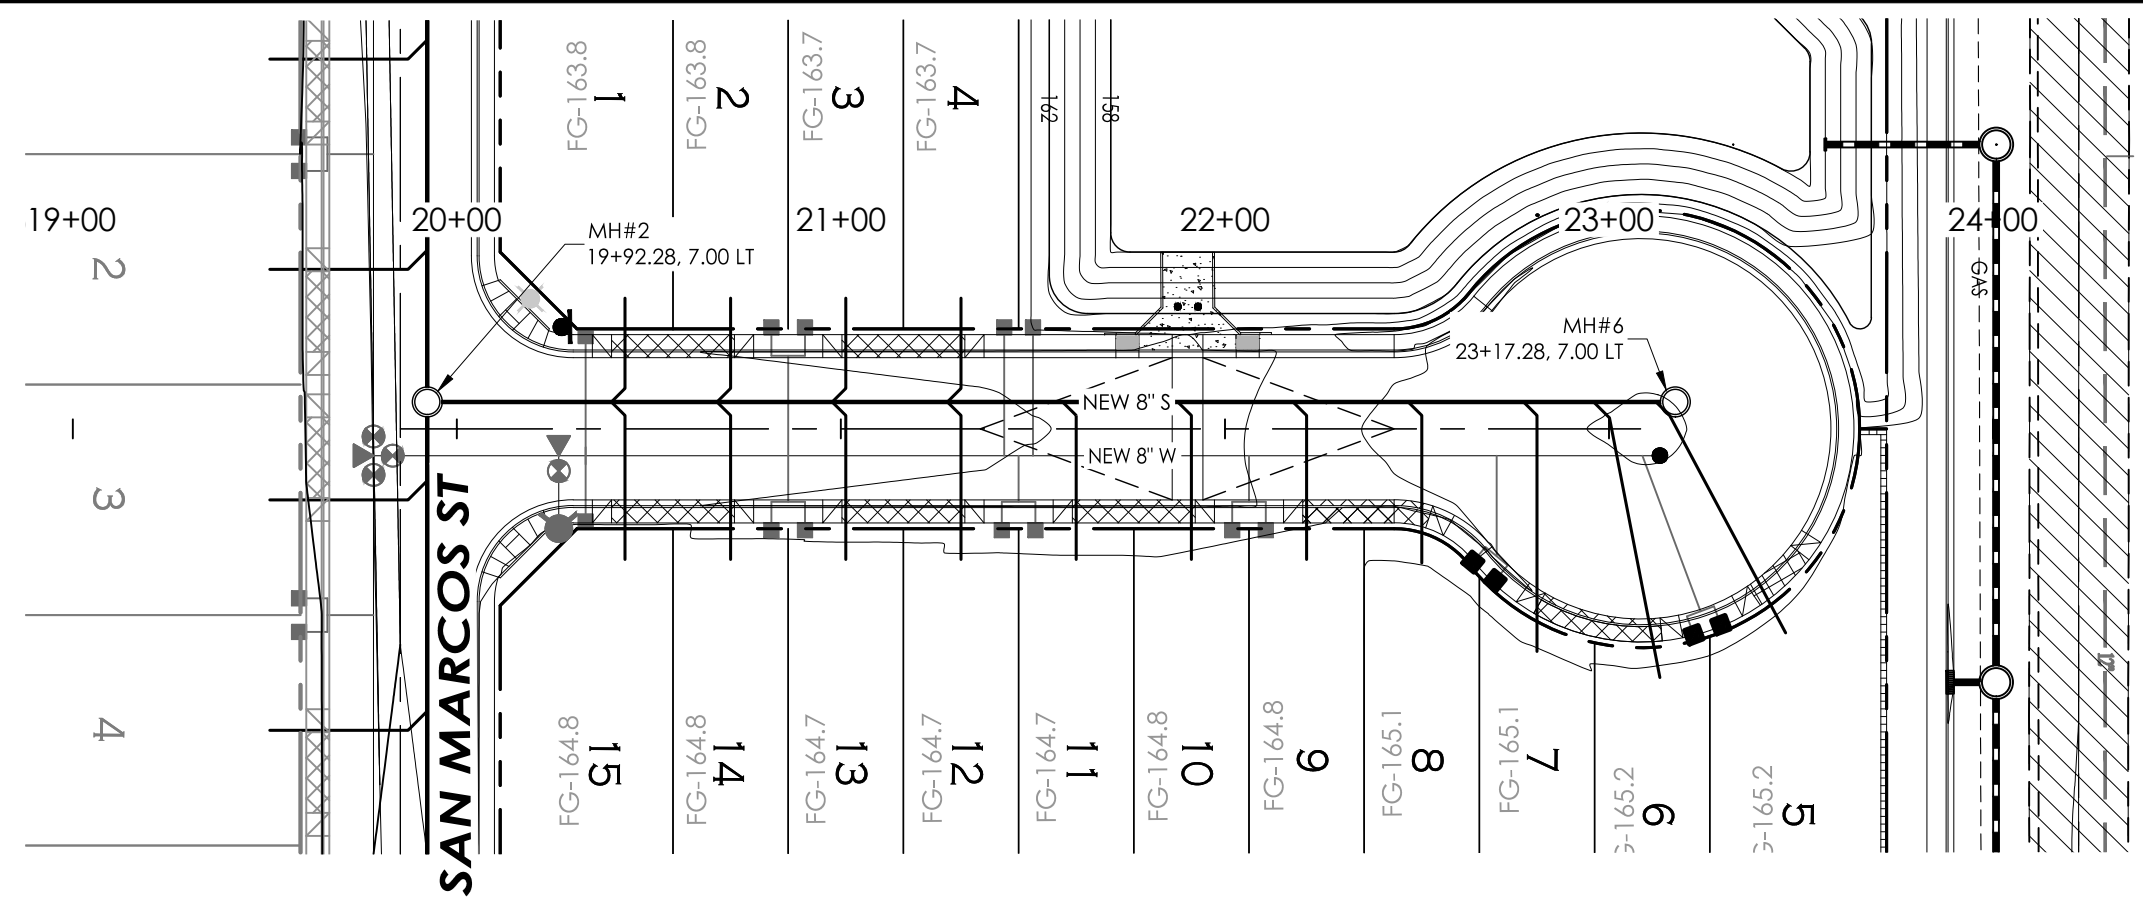 FG-163.8
1
FG-163.8
2
FG-163.7
3
FG-163.7
4
162
158
19+00
20+00
21+00
22+00
23+00
24+00
MH#2
19+92.28, 7.00 LT
GAS
MH#6
23+17.28, 7.00 LT
NEW 8" S
NEW 8" W
2
3
4
SAN MARCOS ST
12"
FG-164.8
15
FG-164.8
14
FG-164.7
13
FG-164.7
12
FG-164.7
11
FG-164.8
10
FG-164.8
9
FG-165.1
8
FG-165.1
7
G-165.2
6
G-165.2
5